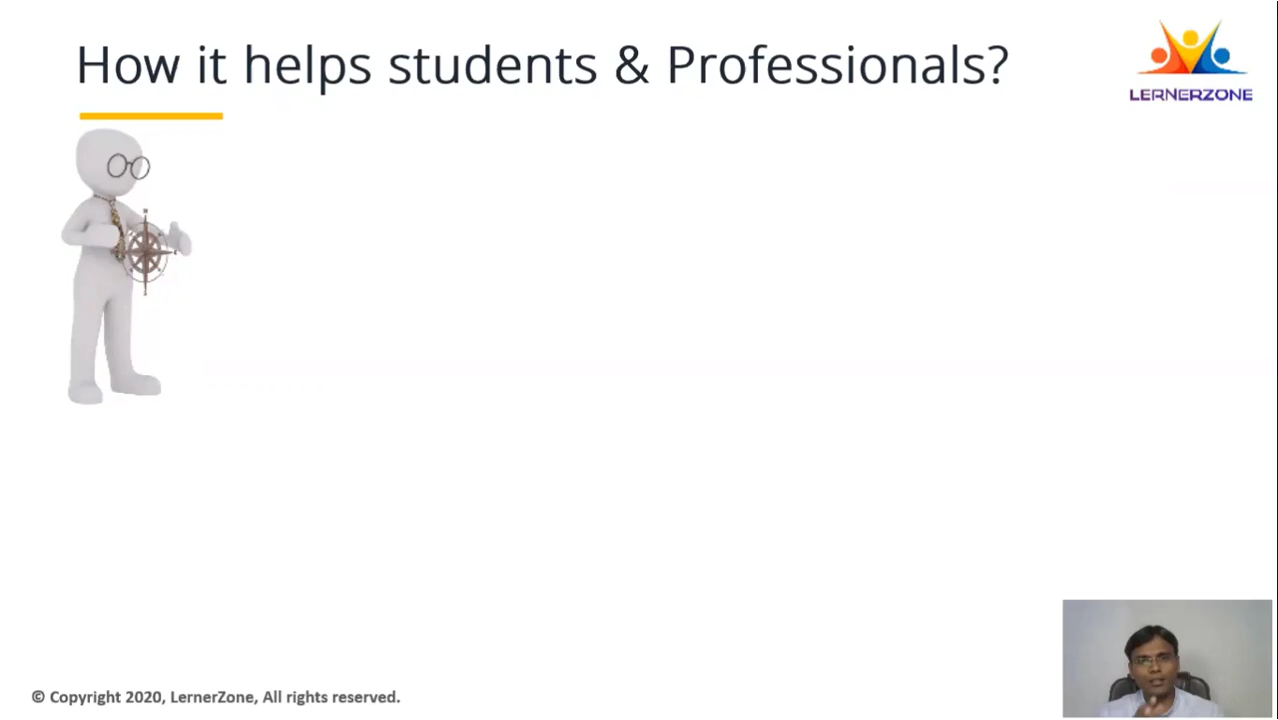 How it helps students & Professionals?
LERNERZONE
© Copyright 2020, LernerZone, All rights reserved.